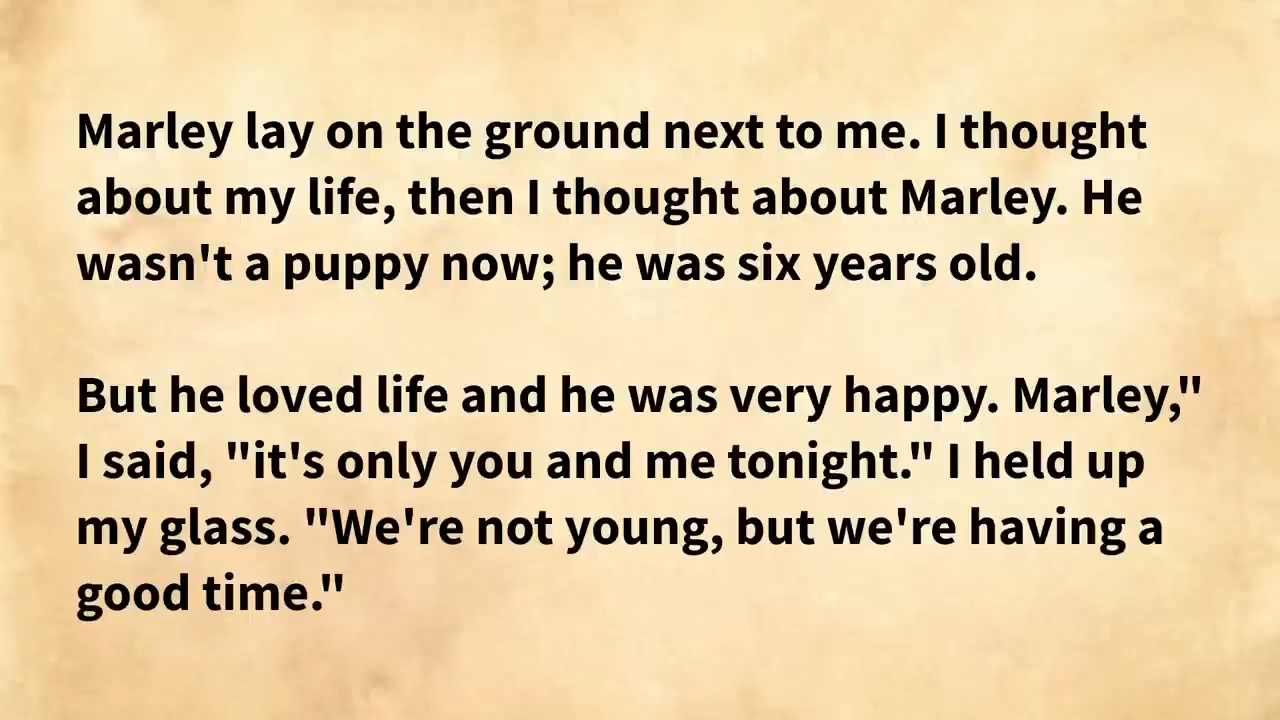 Marley lay on the ground next to me. I thought
about my life, then I thought about Marley. He
wasn't a puppy now; he was six years old.
But he loved life and he was very happy. Marley,"
I said, "it's only you and me tonight." I held up
my glass. "We're not young, but we're having a
good time."